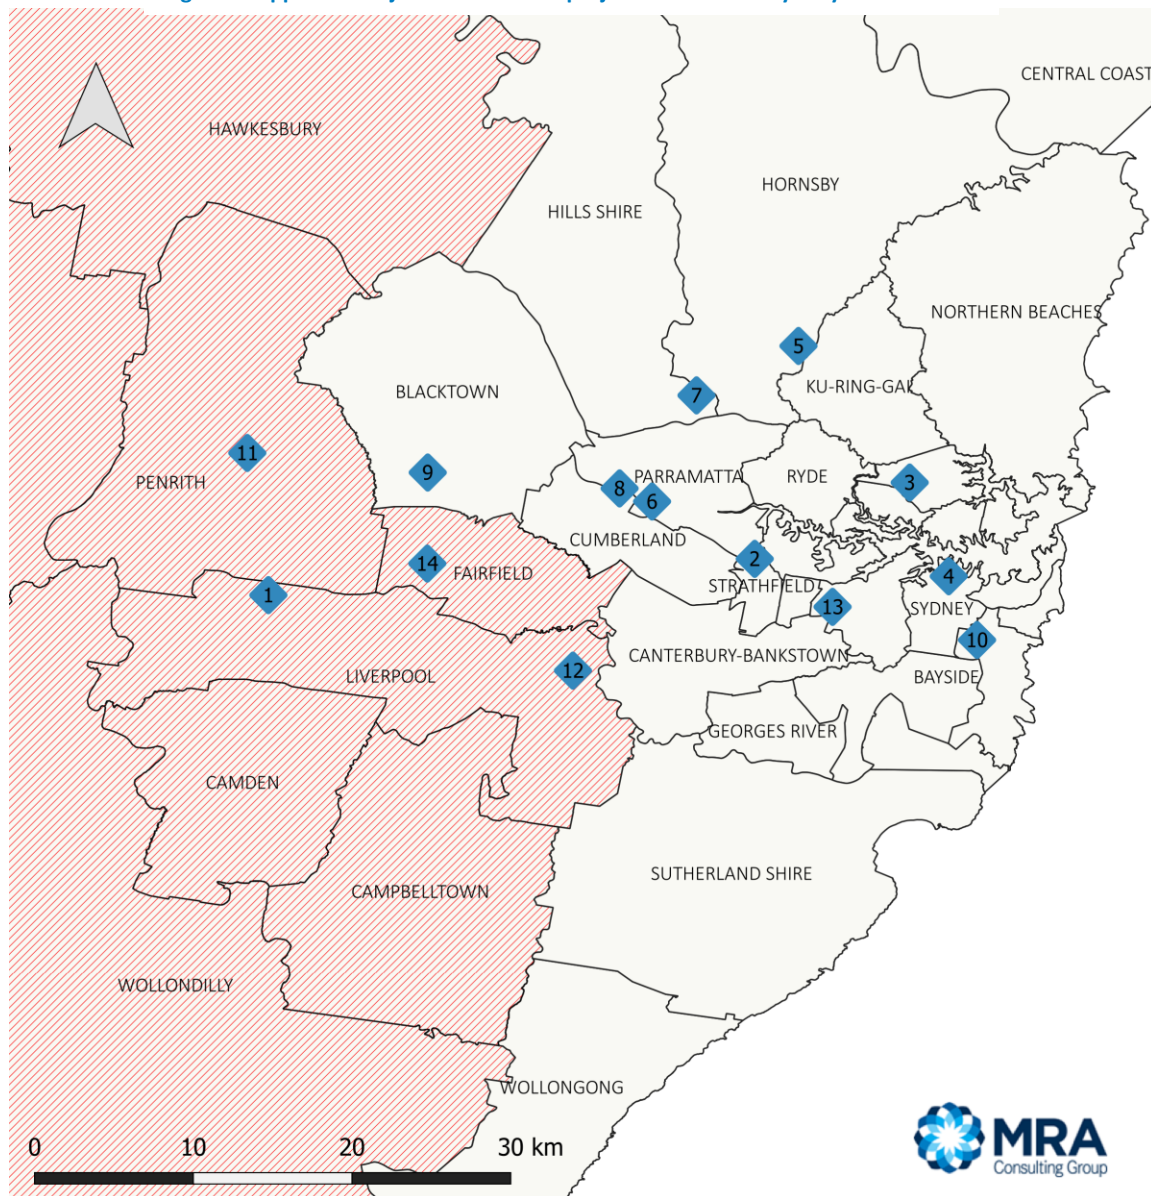 CENTRAL COAST
HAWKESBURY
HORNSBY
HILLS SHIRE
NORTHERN BEACHES
5
KU-RING-GAI
BLACKTOWN
7
11
9
PENRITH
8
6
PARRAMATTA
RYDE
3
CUMBERLAND
14
FAIRFIELD
2
STRATHFIELD
4
1
13
SYDNEY
10
CANTERBURY-BANKSTOWN
12
LIVERPOOL
BAYSIDE
GEORGES RIVER
CAMDEN
SUTHERLAND SHIRE
CAMPBELLTOWN
WOLLONDILLY
WOLLONGONG
0 10 20 30 km
MRA
Consulting Group